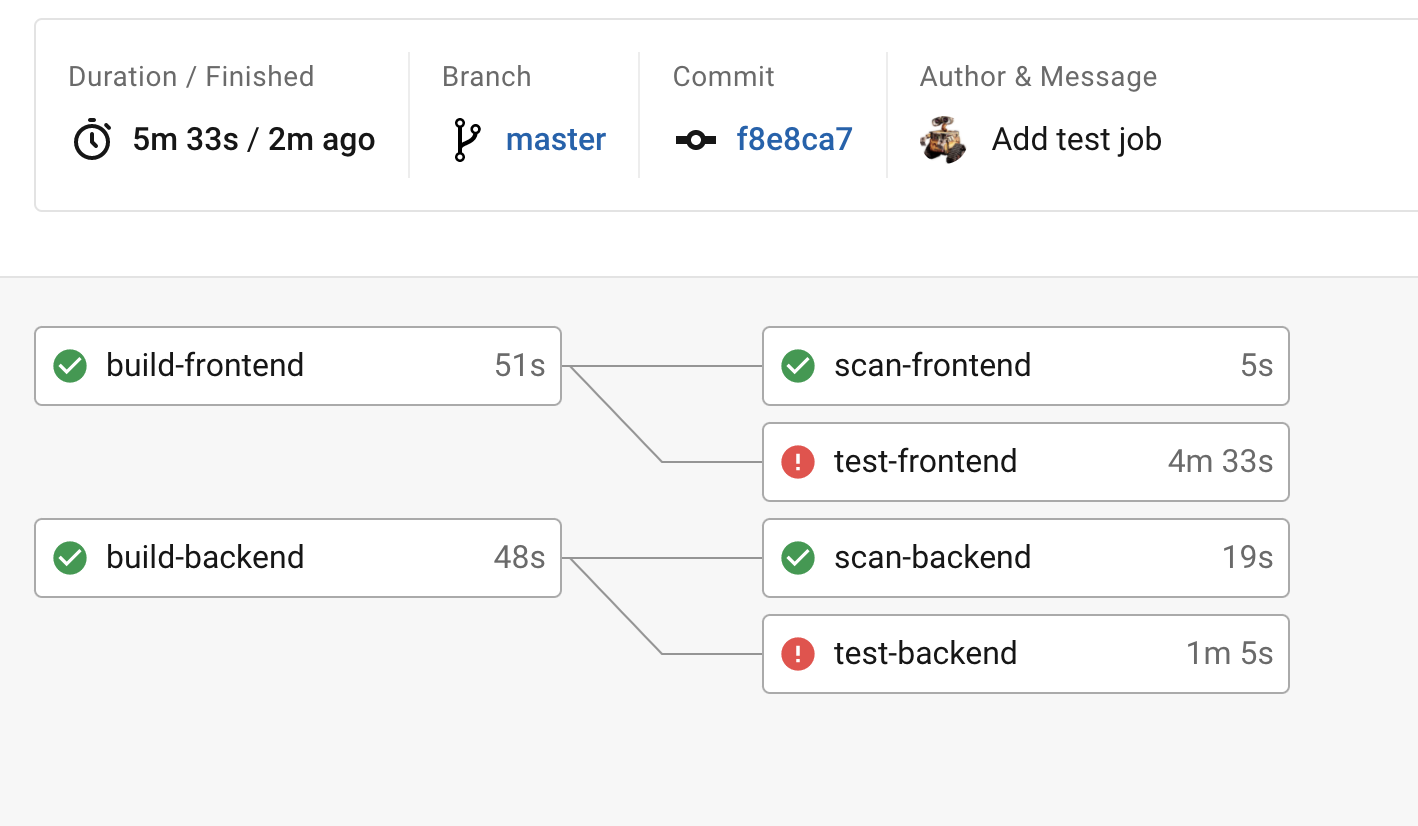 Duration / Finished
5m 33s / 2m ago
Branch
master
Commit
f8e8ca7
Author & Message
Add test job
build-frontend 51s
scan-frontend 5s
test-frontend 4m 33s
build-backend 48s
scan-backend 19s
test-backend 1m 5s